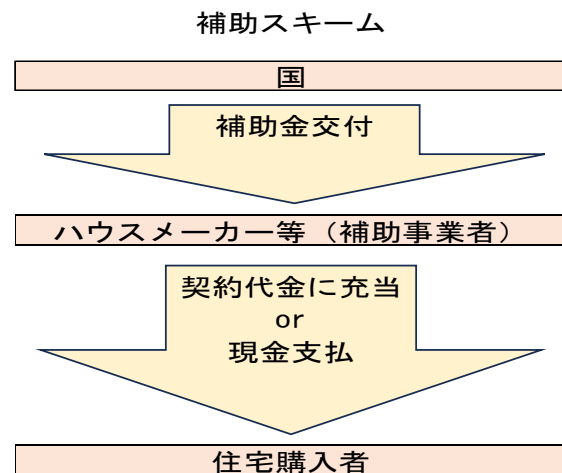 補助スキーム
国
補助金交付
ハウスメーカー等（補助事業者）
契約代金に充当
or
現金支払
住宅購入者